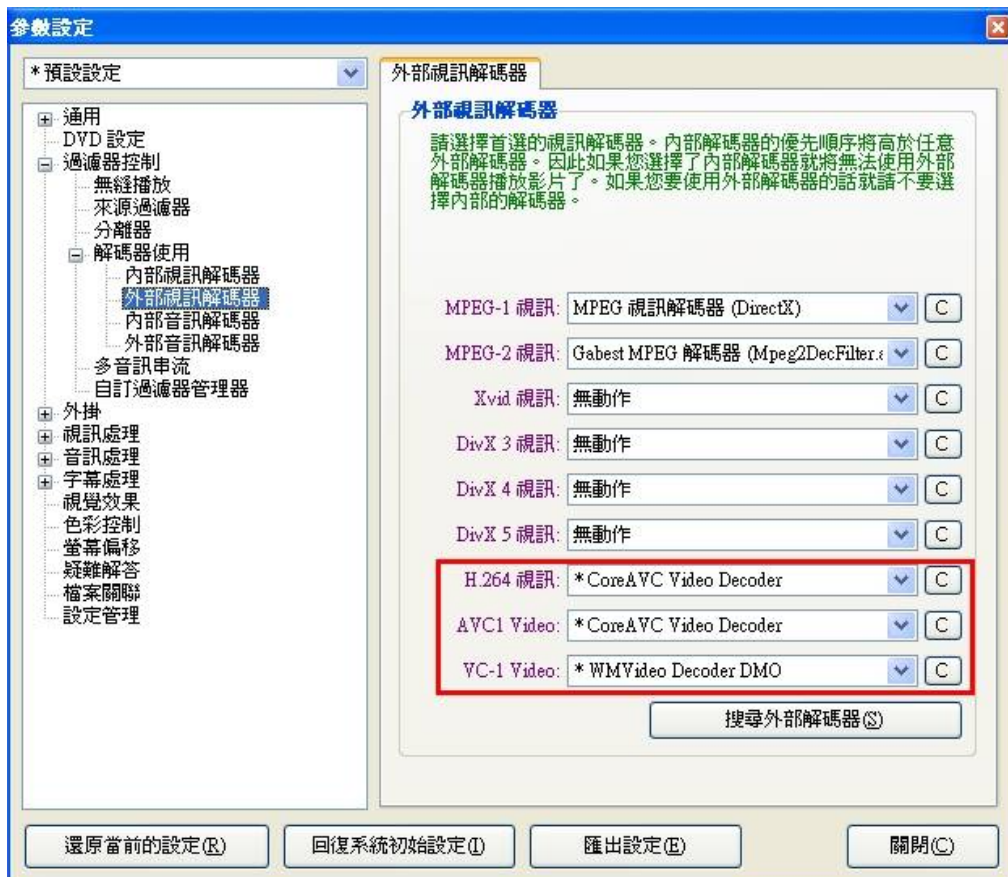 參數設定
*預設設定
通用
DVD 設定
過濾器控制
無縫播放
來源過濾器
分離器
解碼器使用
內部視訊解碼器
外部視訊解碼器
內部音訊解碼器
外部音訊解碼器
多音訊串流
自訂過濾器管理器
外掛
視訊處理
音訊處理
字幕處理
視覺效果
色彩控制
螢幕偏移
疑難解答
檔案關聯
設定管理
外部視訊解碼器
外部視訊解碼器
請選擇首選的視訊解碼器。內部解碼器的優先順序將高於任意
外部解碼器。因此如果您選擇了內部解碼器就將無法使用外部
解碼器播放影片了。如果您要使用外部解碼器的話就請不要選
擇內部的解碼器。
MPEG-1 視訊: MPEG 視訊解碼器 (DirectX) C
MPEG-2 視訊: Gabest MPEG 解碼器 (Mpeg2DecFilter.a C
Xvid 視訊: 無動作 C
DivX 3 視訊: 無動作 C
DivX 4 視訊: 無動作 C
DivX 5 視訊: 無動作 C
H.264 視訊: *CoreAVC Video Decoder C
AVC1 Video: *CoreAVC Video Decoder C
VC-1 Video: * WMVideo Decoder DMO C
搜尋外部解碼器(S)
還原當前的設定(R) 回復系統初始設定(I) 匯出設定(E) 關閉(C)